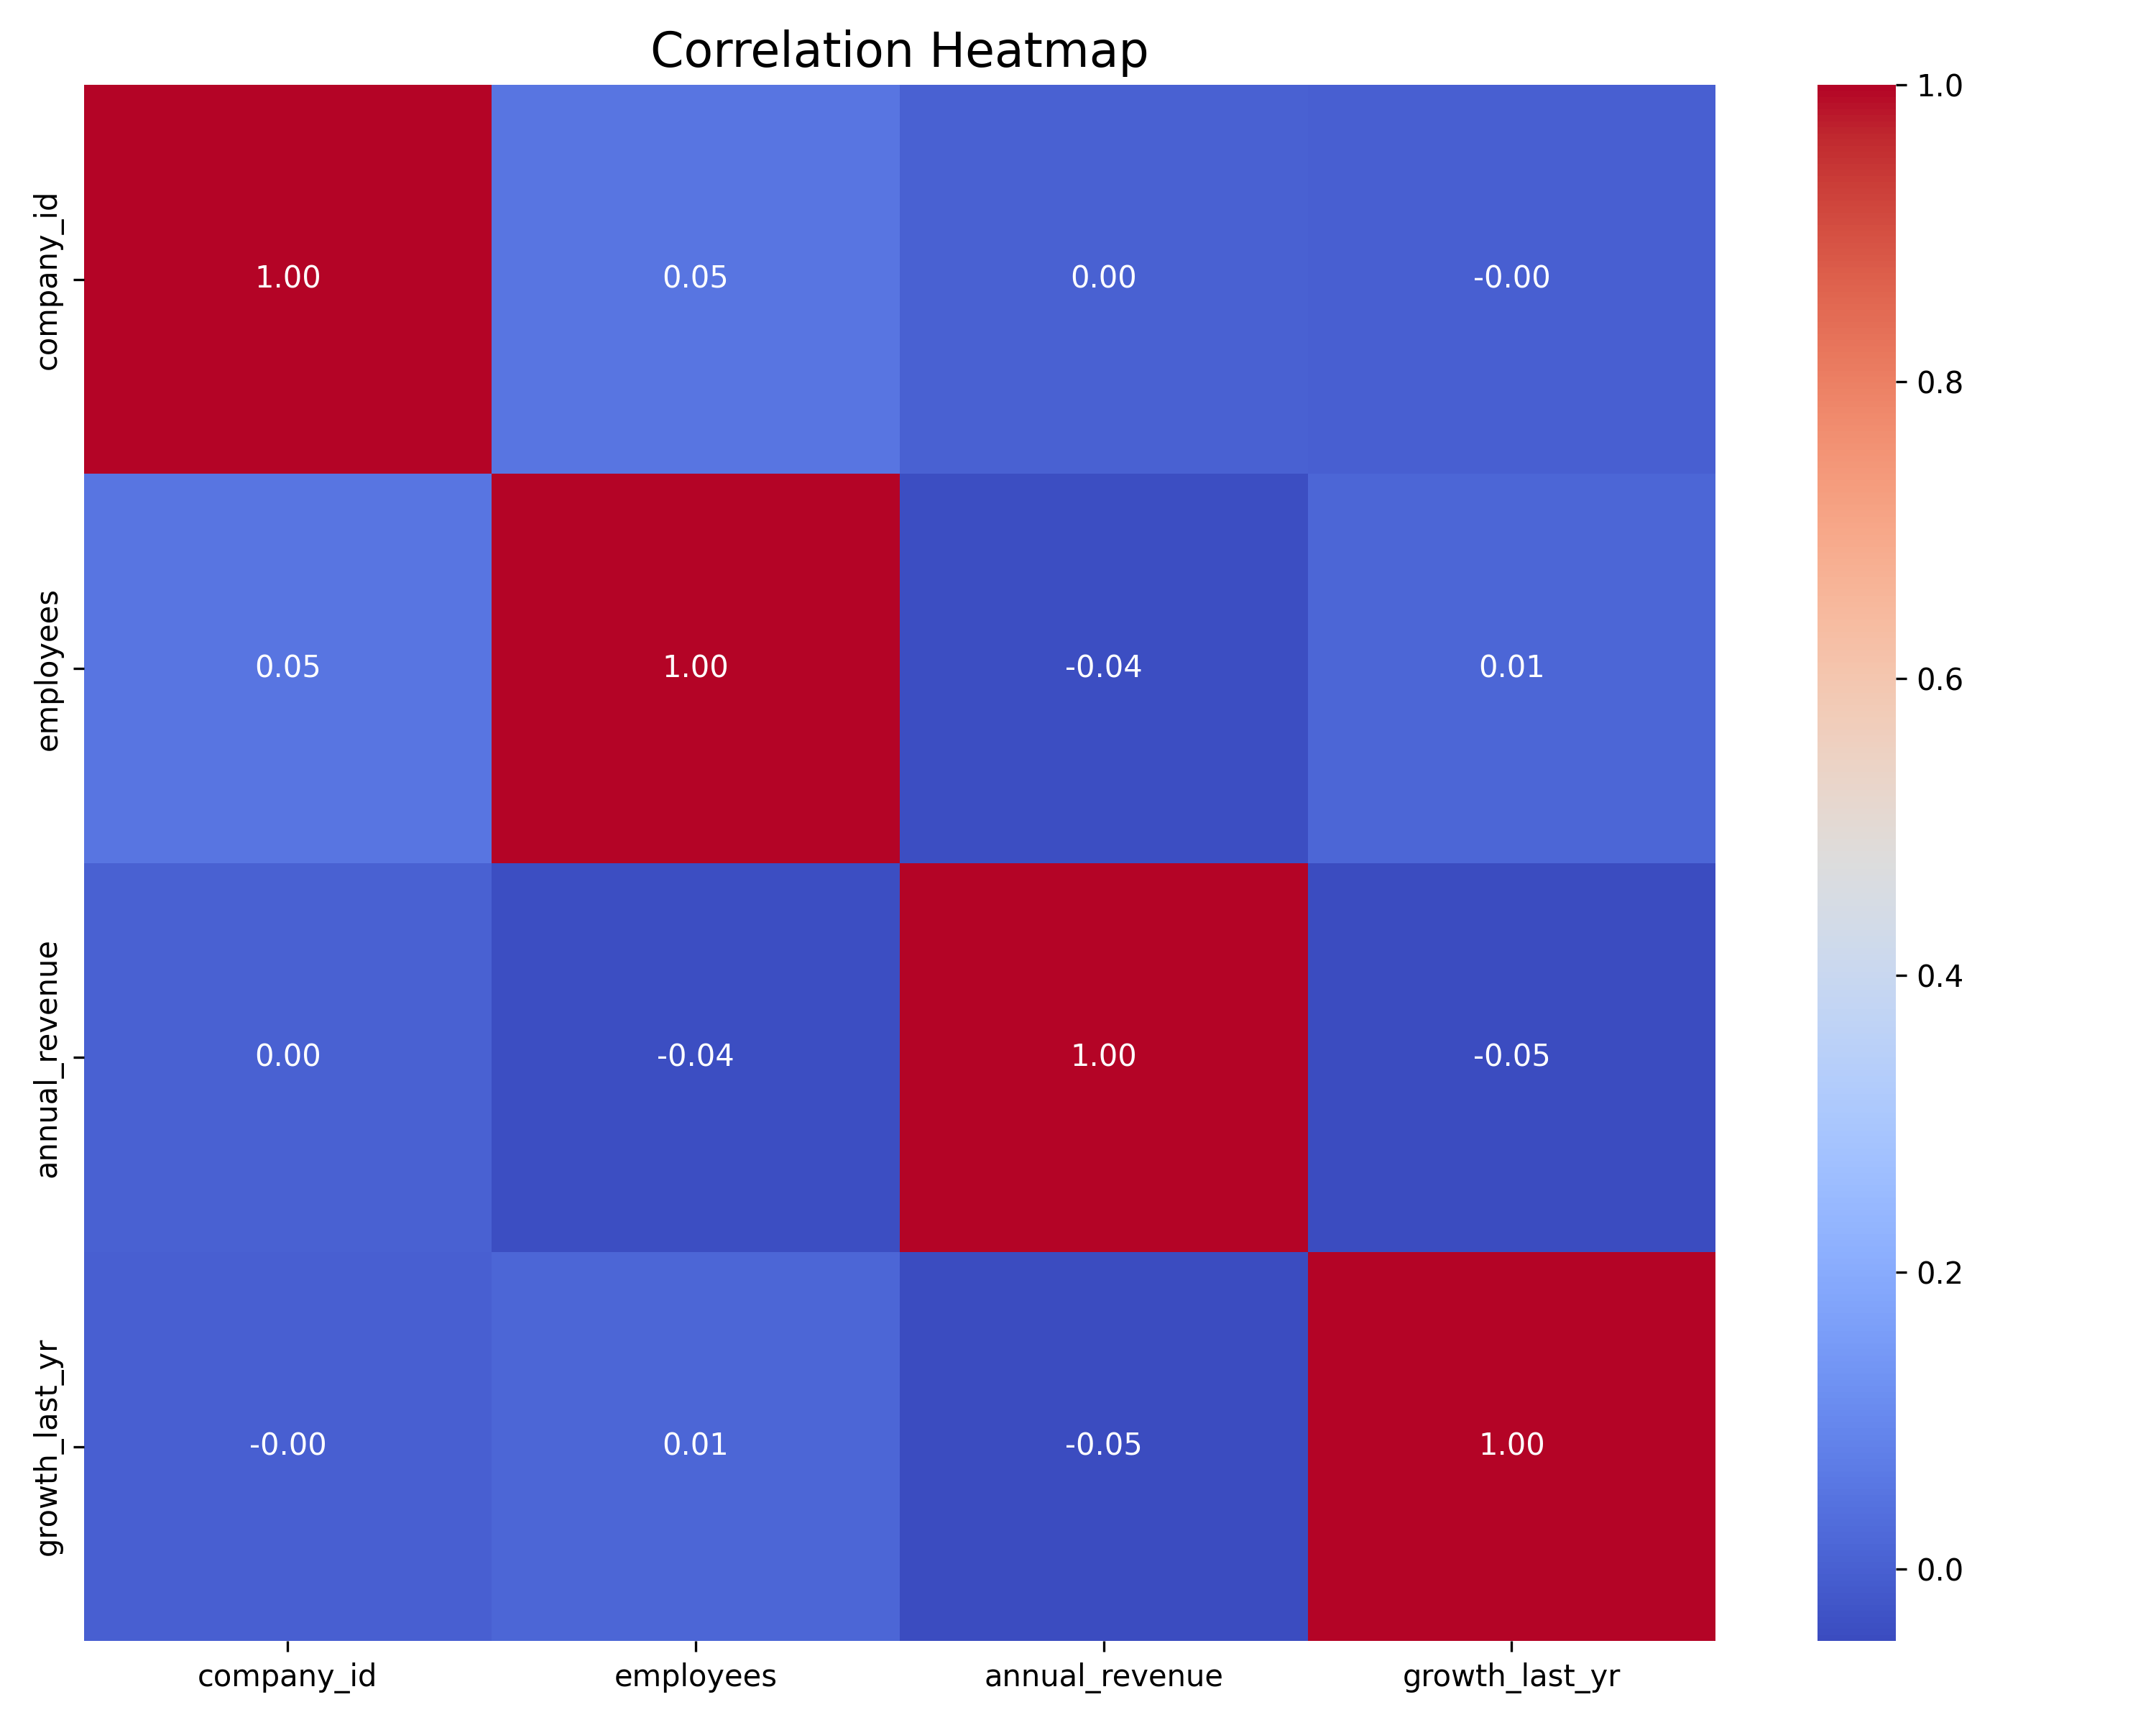 Correlation Heatmap
company_id
1.00 0.05 0.00 -0.00
employees
0.05 1.00 -0.04 0.01
annual_revenue
0.00 -0.04 1.00 -0.05
growth_last_yr
-0.00 0.01 -0.05 1.00
company_id employees annual_revenue growth_last_yr
1.0
0.8
0.6
0.4
0.2
0.0